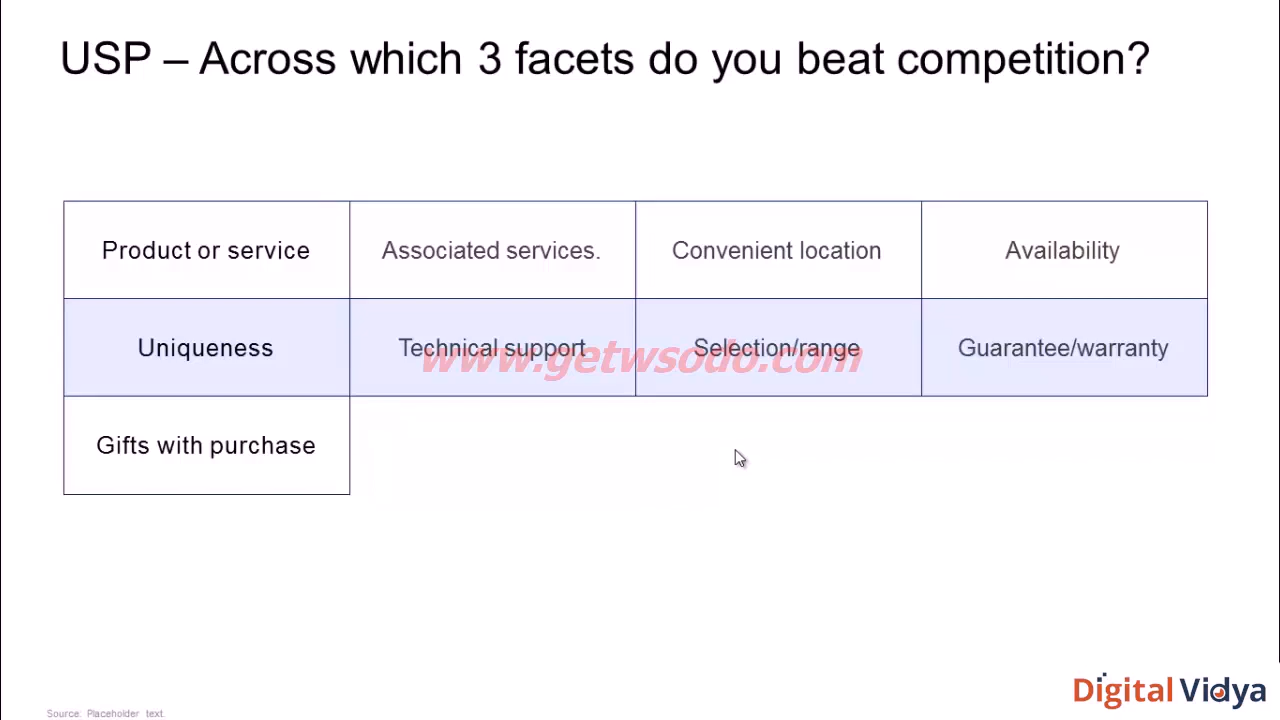 USP – Across which 3 facets do you beat competition?
Product or service
Associated services.
Convenient location
Availability
Uniqueness
Technical support
Selection/range
Guarantee/warranty
www.getwsodo.com
Gifts with purchase
Digital Vidya
Source: Placeholder text.